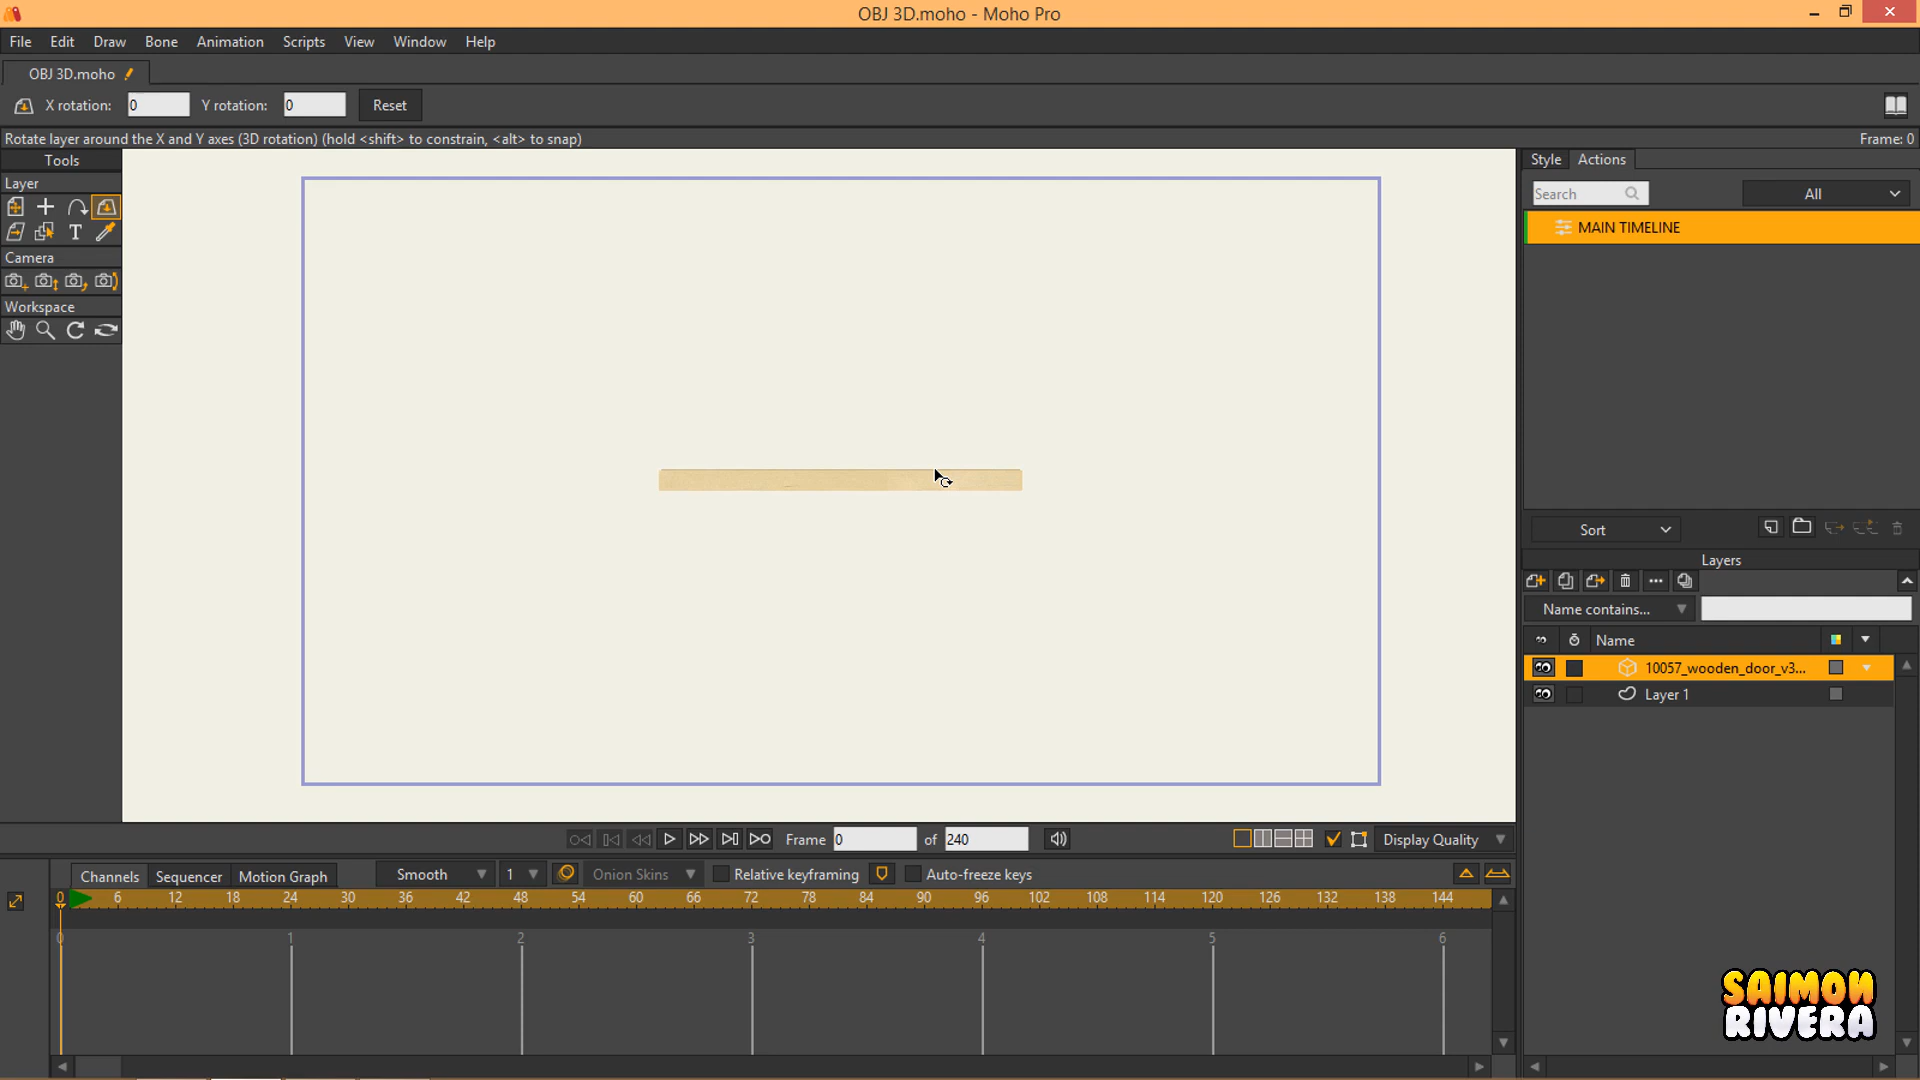 OBJ 3D.moho - Moho Pro
File Edit Draw Bone Animation Scripts View Window Help
OBJ 3D.moho
X rotation: 0 Y rotation: 0 Reset
Rotate layer around the X and Y axes (3D rotation) (hold <shift> to constrain, <alt> to snap) Frame: 0
Tools
Layer
T
Camera
Workspace
Style Actions
Search All
MAIN TIMELINE
Sort
Layers
Name contains...
Name
10057_wooden_door_v3...
Layer 1
Frame 0 of 240 Display Quality
Channels Sequencer Motion Graph Smooth 1 Onion Skins Relative keyframing Auto-freeze keys
0 6 12 18 24 30 36 42 48 54 60 66 72 78 84 90 96 102 108 114 120 126 132 138 144
0 1 2 3 4 5 6
SAIMON
RIVERA